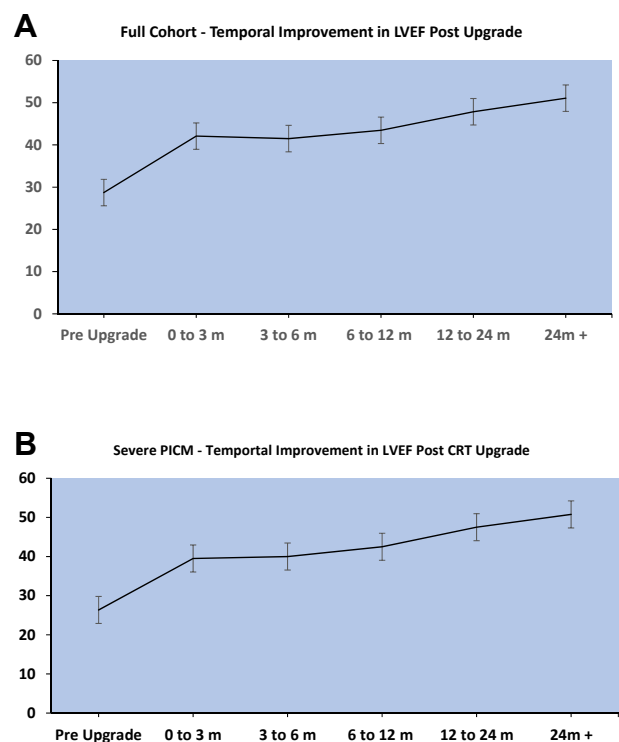 A
Full Cohort - Temporal Improvement in LVEF Post Upgrade
60
50
40
30
20
10
0
Pre Upgrade 0 to 3 m 3 to 6 m 6 to 12 m 12 to 24 m 24m +
B
Severe PICM - Temportal Improvement in LVEF Post CRT Upgrade
60
50
40
30
20
10
0
Pre Upgrade 0 to 3 m 3 to 6 m 6 to 12 m 12 to 24 m 24m +